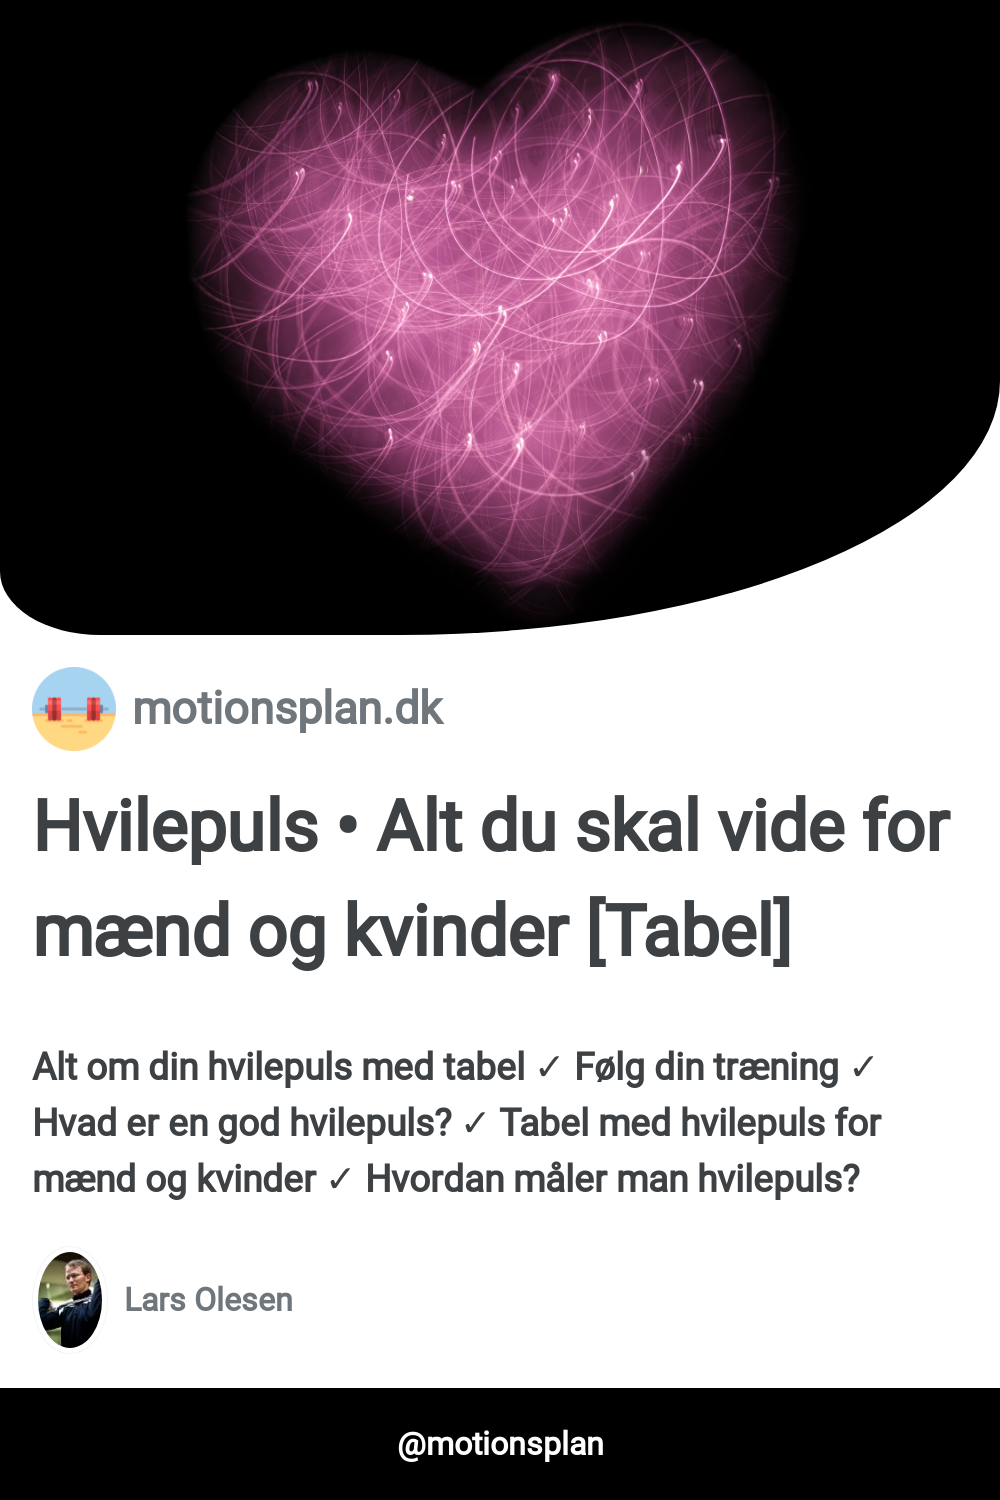 motionsplan.dk
Hvilepuls • Alt du skal vide for
mænd og kvinder [Tabel]
Alt om din hvilepuls med tabel ✓ Følg din træning ✓
Hvad er en god hvilepuls? ✓ Tabel med hvilepuls for
mænd og kvinder ✓ Hvordan måler man hvilepuls?
Lars Olesen
@motionsplan